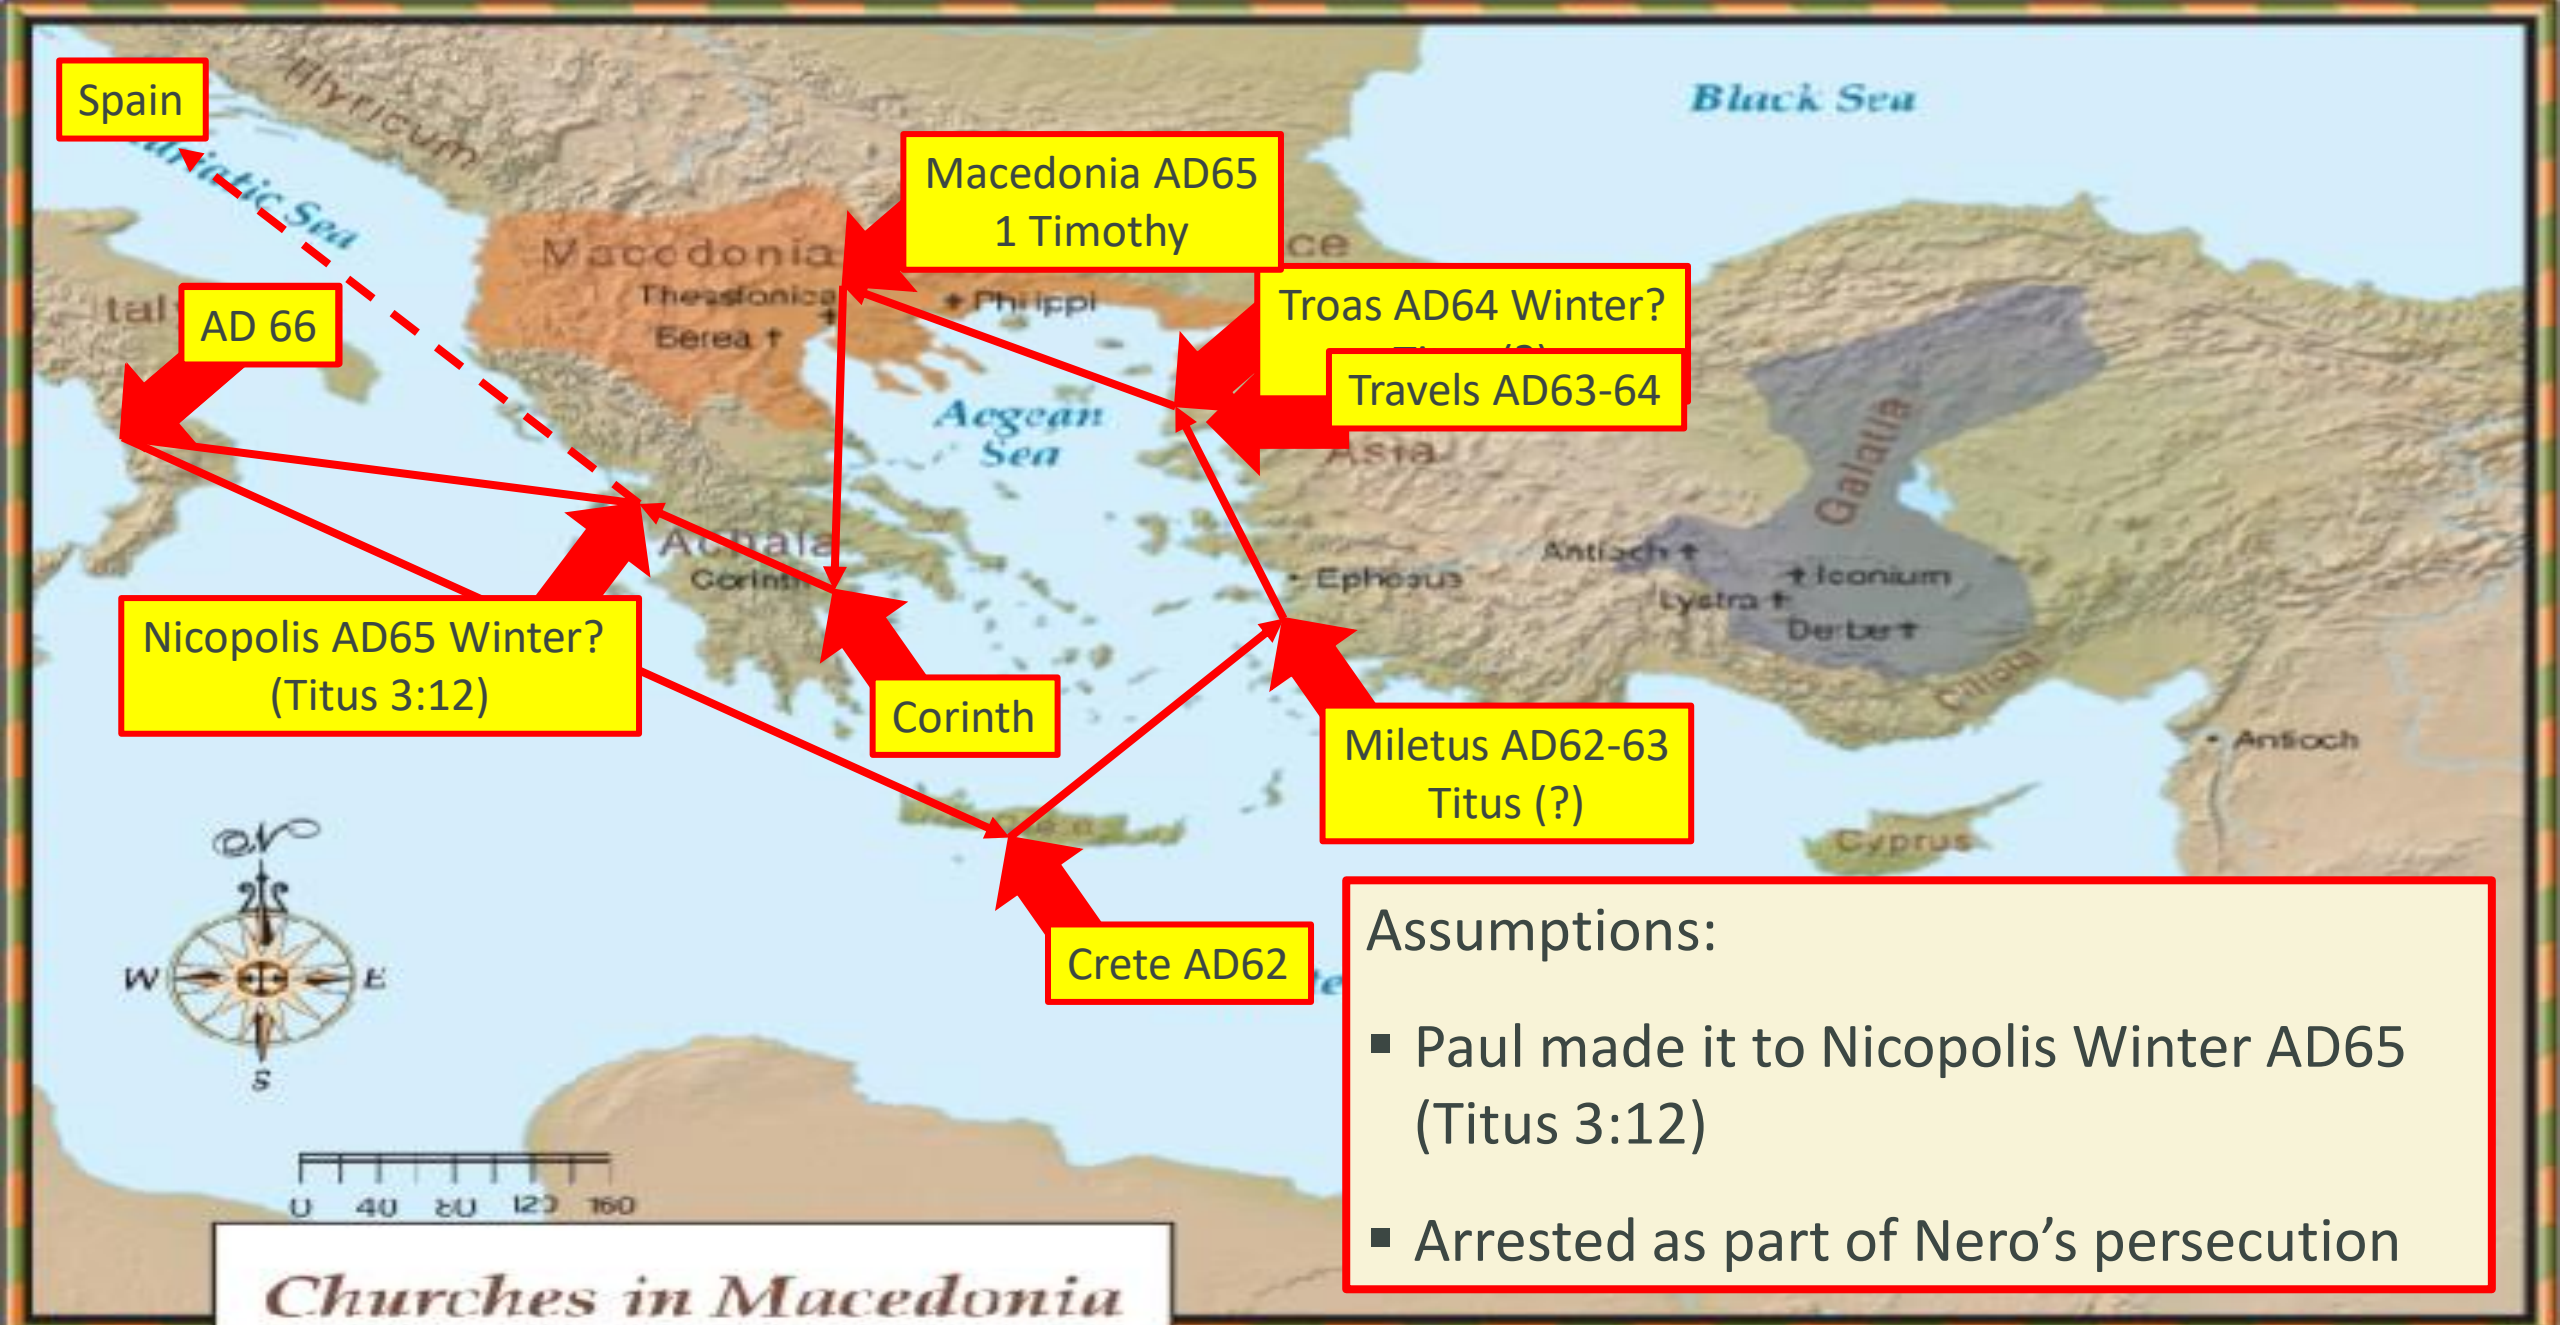 Spain
Illyricum
Black Sea
Adriatic Sea
Macedonia AD65
1 Timothy
Macedonia
Thessalonica
Philippi
Berea
Troas AD64 Winter?
Travels AD63-64
AD 66
Aegean
Sea
Asia
Galatia
Achaia
Corinth
Ephesus
Antioch
Iconium
Lystra
Derbe
Cilicia
Nicopolis AD65 Winter?
(Titus 3:12)
Corinth
Miletus AD62-63
Titus (?)
Antioch
Cyprus
Crete AD62
N
W
E
S
0 40 80 120 160
Assumptions:
▪ Paul made it to Nicopolis Winter AD65
(Titus 3:12)
▪ Arrested as part of Nero’s persecution
Churches in Macedonia